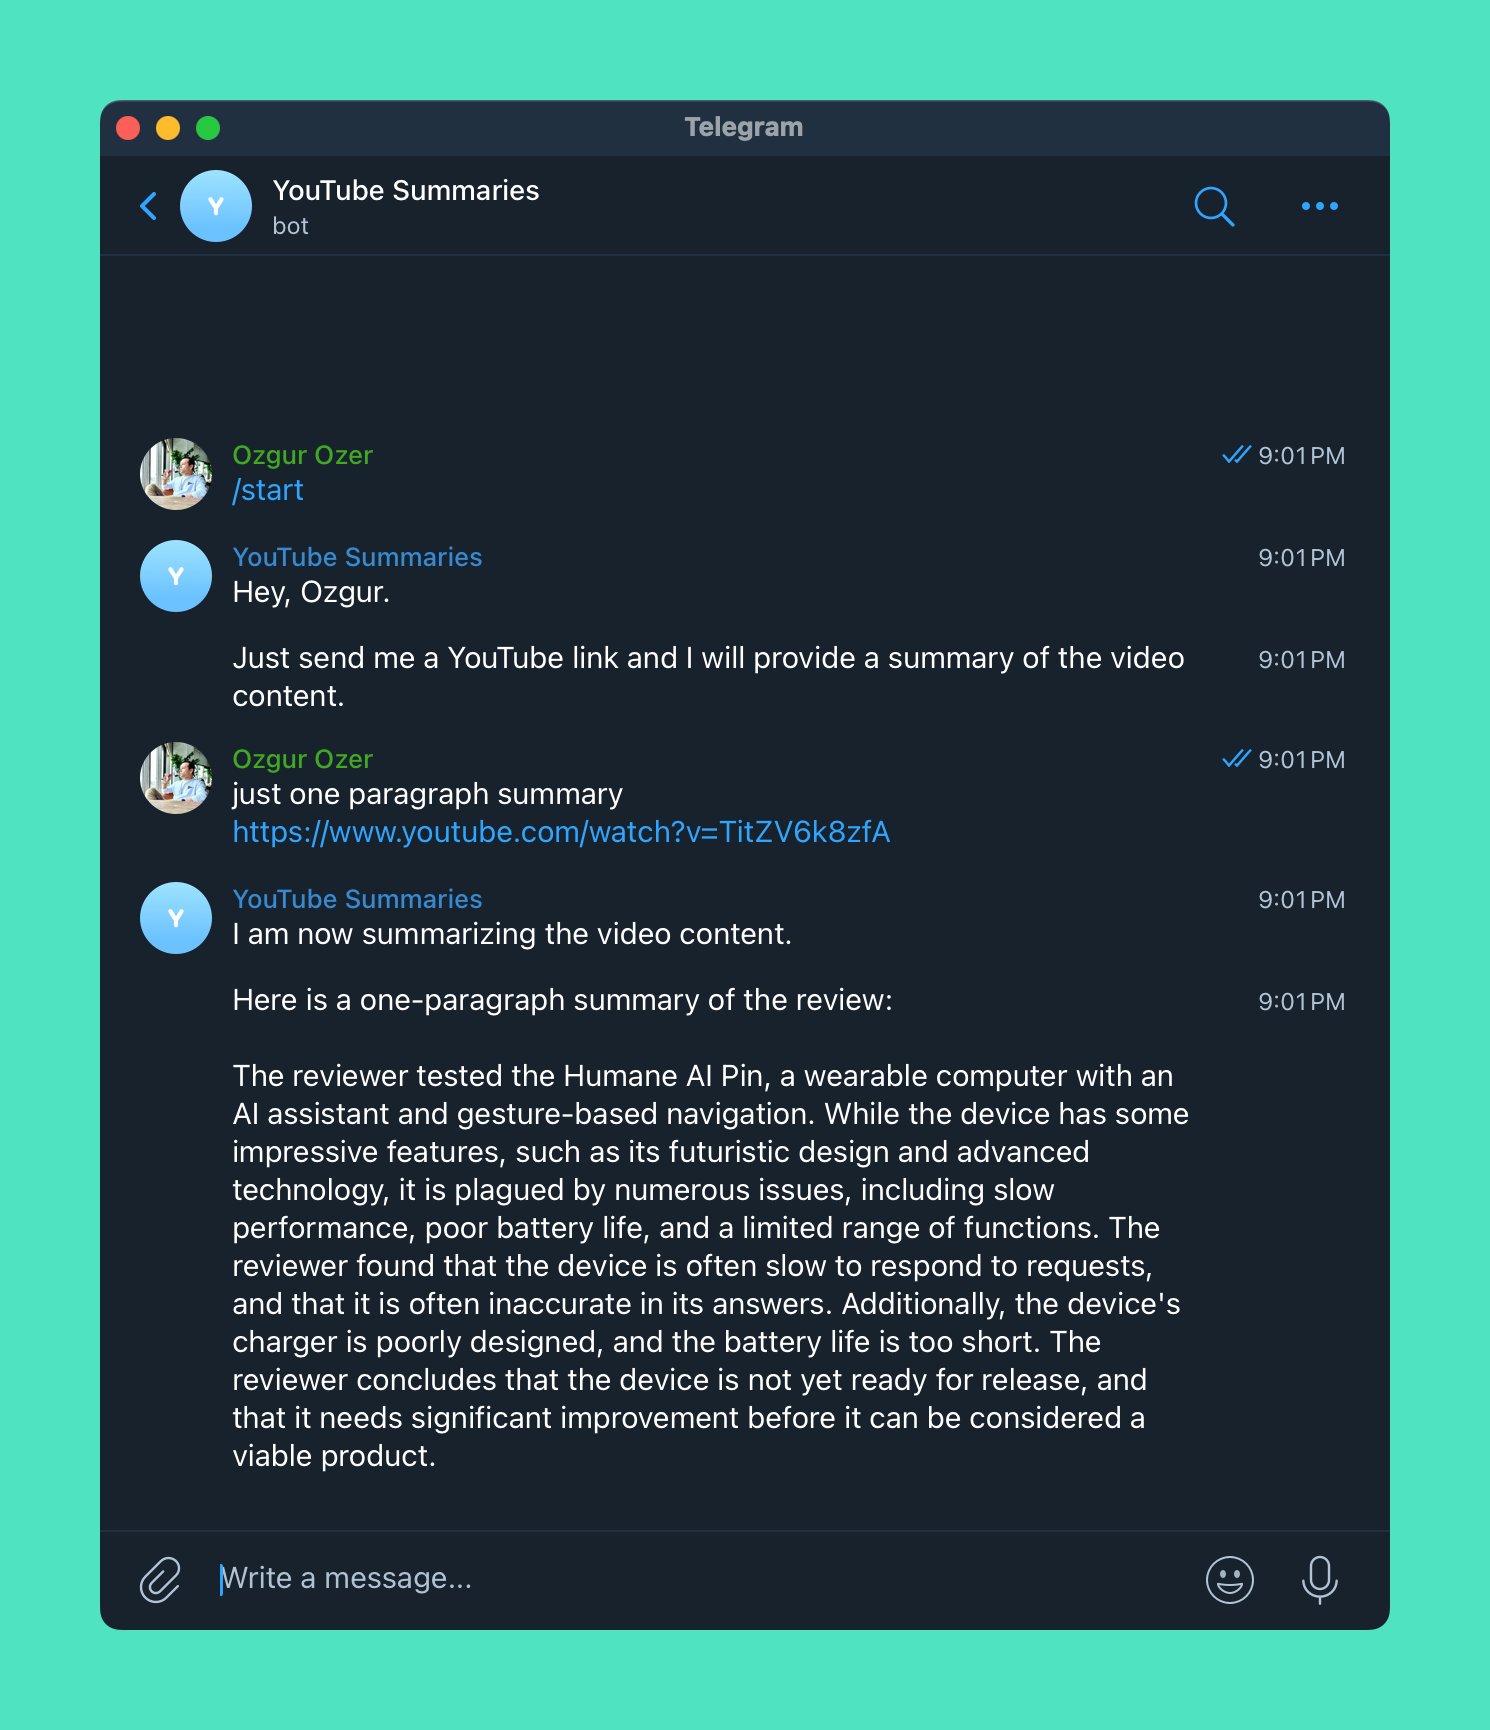 Telegram
Y
YouTube Summaries
bot
Ozgur Ozer
9:01 PM
/start
Y
YouTube Summaries
9:01 PM
Hey, Ozgur.
Just send me a YouTube link and I will provide a summary of the video
9:01 PM
content.
Ozgur Ozer
9:01 PM
just one paragraph summary
https://www.youtube.com/watch?v=TitZV6k8zfA
Y
YouTube Summaries
9:01 PM
I am now summarizing the video content.
Here is a one-paragraph summary of the review:
9:01 PM
The reviewer tested the Humane AI Pin, a wearable computer with an
AI assistant and gesture-based navigation. While the device has some
impressive features, such as its futuristic design and advanced
technology, it is plagued by numerous issues, including slow
performance, poor battery life, and a limited range of functions. The
reviewer found that the device is often slow to respond to requests,
and that it is often inaccurate in its answers. Additionally, the device's
charger is poorly designed, and the battery life is too short. The
reviewer concludes that the device is not yet ready for release, and
that it needs significant improvement before it can be considered a
viable product.
Write a message...